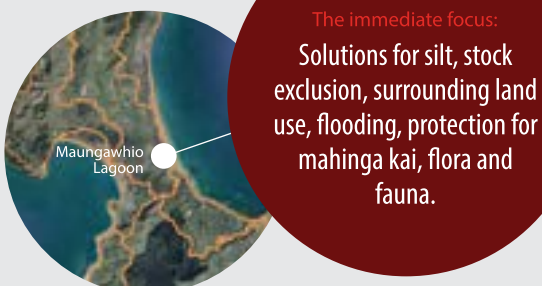 The immediate focus:
Solutions for silt, stock
exclusion, surrounding land
use, flooding, protection for
mahinga kai, flora and
fauna.
Maungawhio
Lagoon